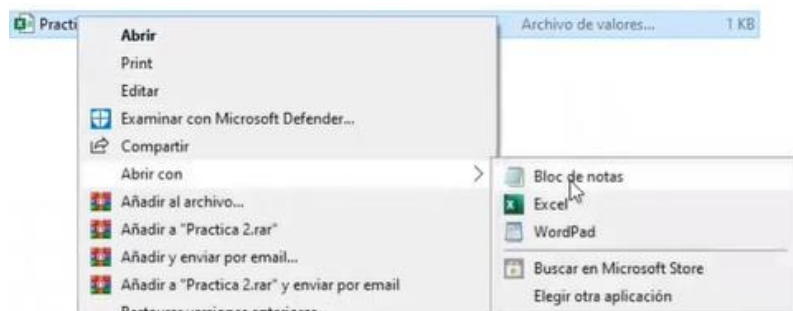 Practi
Archivo de valores...
1 KB
Abrir
Print
Editar
Examinar con Microsoft Defender...
Compartir
Abrir con
Añadir al archivo...
Añadir a "Practica 2.rar"
Añadir y enviar por email...
Añadir a "Practica 2.rar" y enviar por email
Bloc de notas
Excel
WordPad
Buscar en Microsoft Store
Elegir otra aplicación